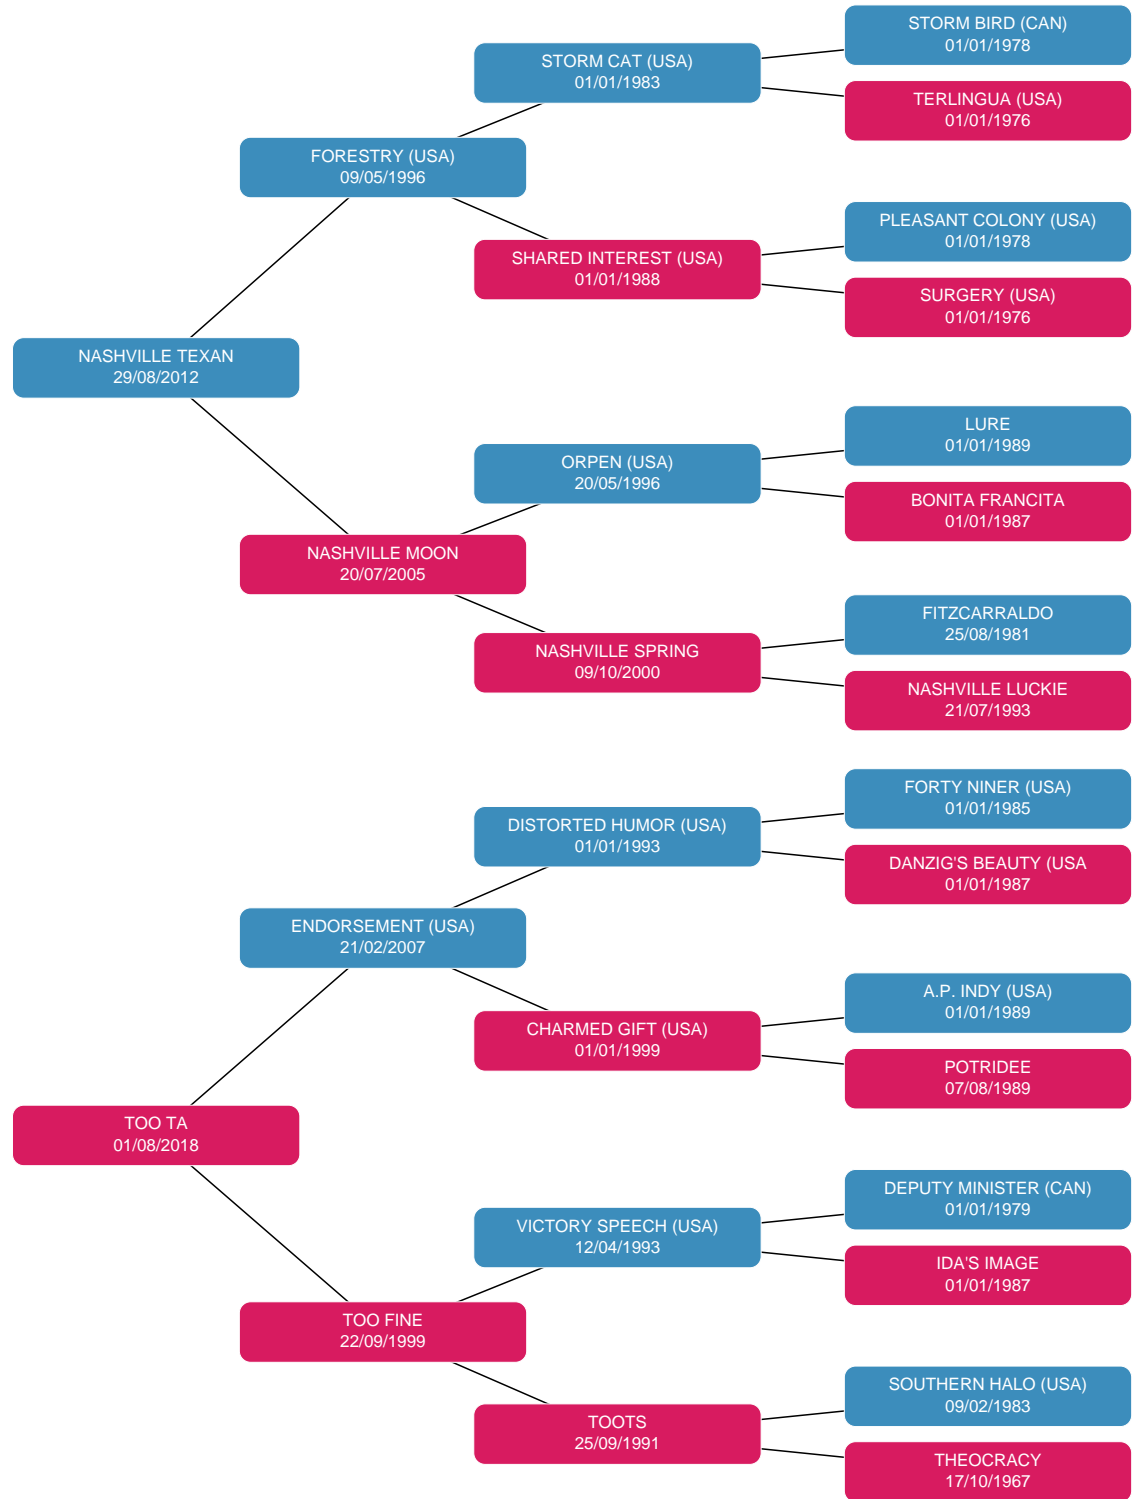 STORM BIRD (CAN)
01/01/1978
STORM CAT (USA)
01/01/1983
TERLINGUA (USA)
01/01/1976
FORESTRY (USA)
09/05/1996
PLEASANT COLONY (USA)
01/01/1978
SHARED INTEREST (USA)
01/01/1988
SURGERY (USA)
01/01/1976
NASHVILLE TEXAN
29/08/2012
LURE
01/01/1989
ORPEN (USA)
20/05/1996
BONITA FRANCITA
01/01/1987
NASHVILLE MOON
20/07/2005
FITZCARRALDO
25/08/1981
NASHVILLE SPRING
09/10/2000
NASHVILLE LUCKIE
21/07/1993
FORTY NINER (USA)
01/01/1985
DISTORTED HUMOR (USA)
01/01/1993
DANZIG'S BEAUTY (USA
01/01/1987
ENDORSEMENT (USA)
21/02/2007
A.P. INDY (USA)
01/01/1989
CHARMED GIFT (USA)
01/01/1999
POTRIDEE
07/08/1989
TOO TA
01/08/2018
DEPUTY MINISTER (CAN)
01/01/1979
VICTORY SPEECH (USA)
12/04/1993
IDA'S IMAGE
01/01/1987
TOO FINE
22/09/1999
SOUTHERN HALO (USA)
09/02/1983
TOOTS
25/09/1991
THEOCRACY
17/10/1967